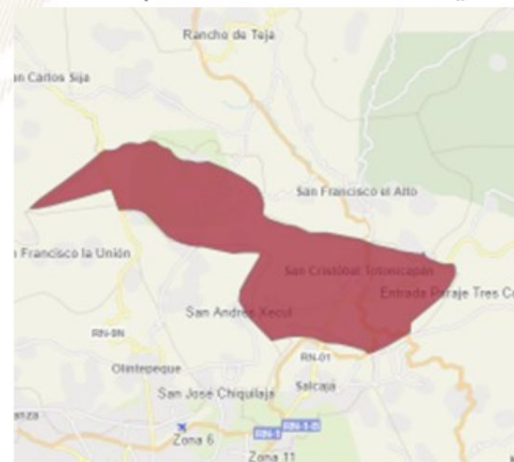 Rancho de Teja
n Carlos Sija
San Francisco el Alto
Francisco la Unión
San Cristóbal Totonicapán
Entrada Paraje Tres C
San Andrés Xecul
RN-9N
RN-01
Olintepeque
San José Chiquilajá
Salcajá
anza
Zona 6
RN-1
RN-1-B
Zona 11